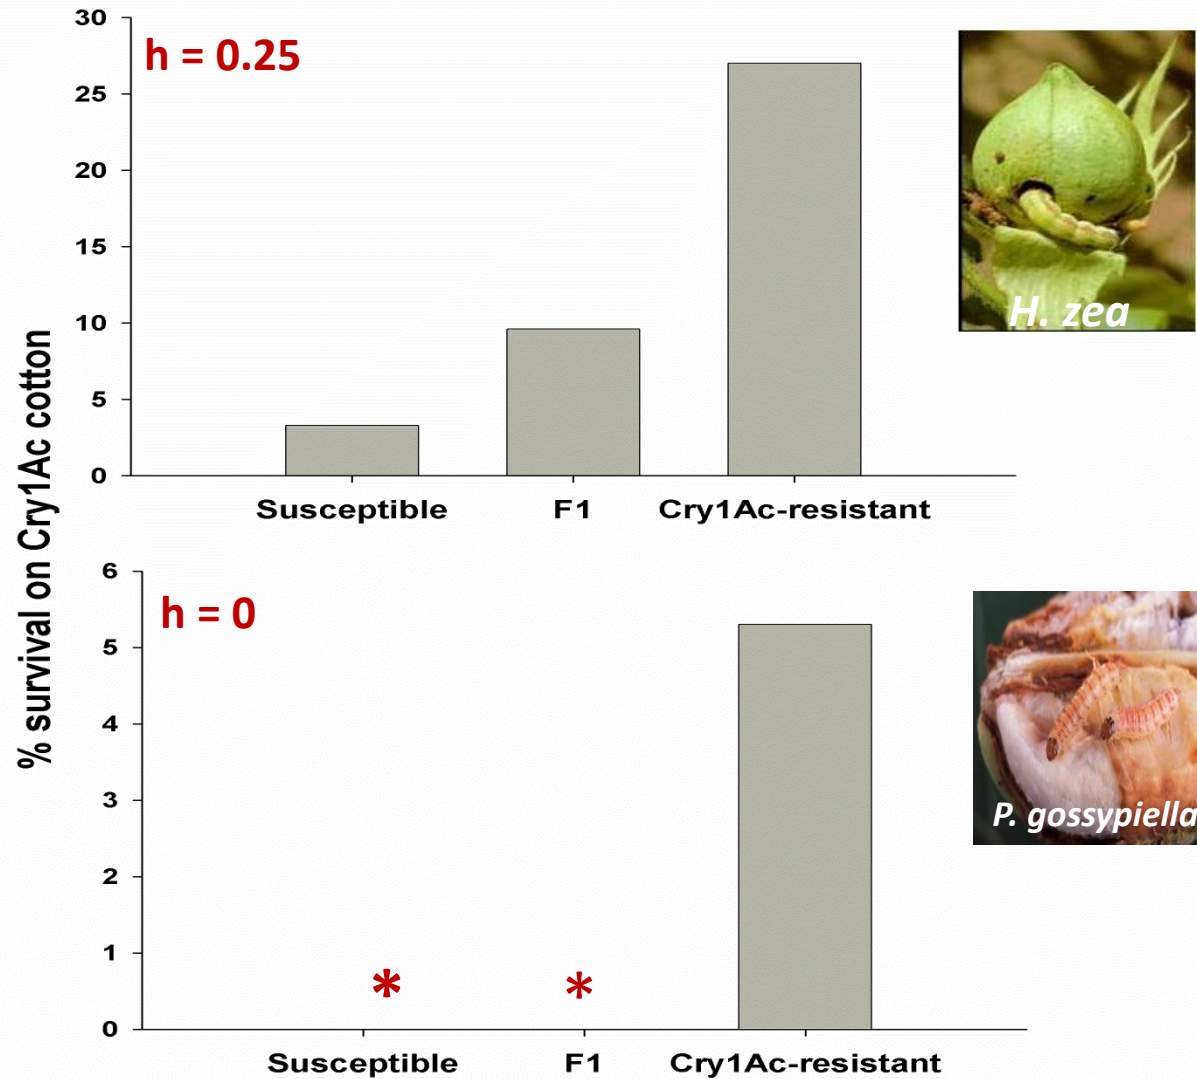 % survival on Cry1Ac cotton
30
25
20
15
10
5
0
h = 0.25
Susceptible F1 Cry1Ac-resistant
H. zea
6
5
4
3
2
1
0
h = 0
* *
Susceptible F1 Cry1Ac-resistant
P. gossypiella